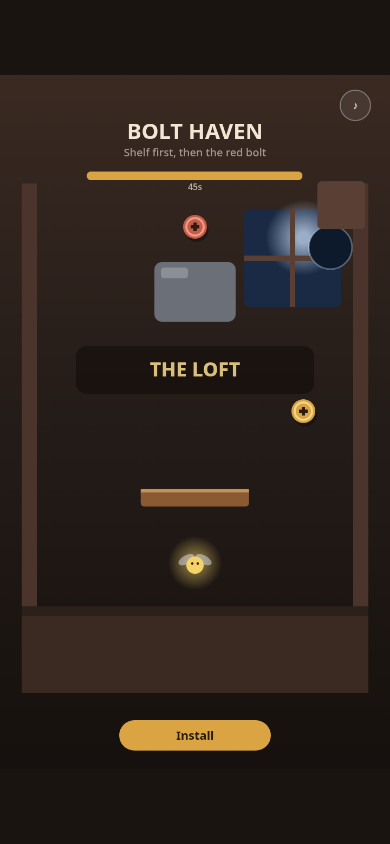 ♪
BOLT HAVEN
Shelf first, then the red bolt
45s
THE LOFT
Install